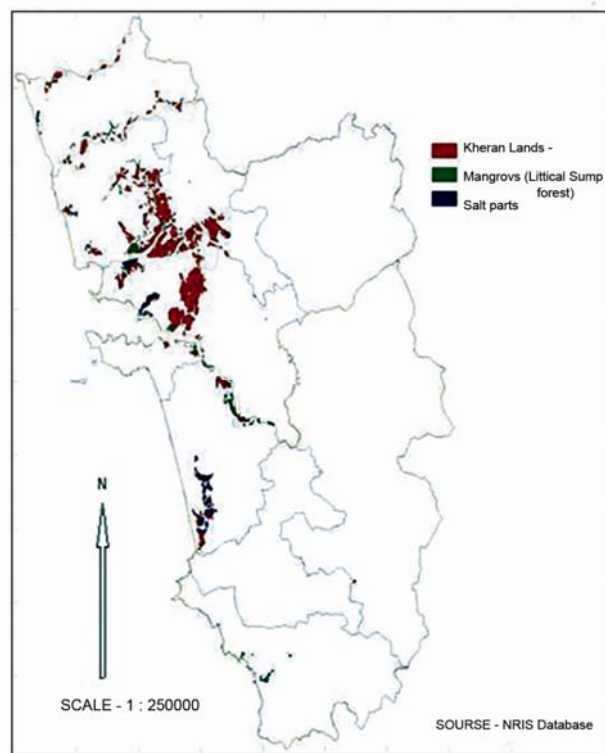 Kheran Lands -
Mangrovs (Littical Sump
forest)
Salt parts
N
SCALE - 1 : 250000
SOURSE - NRIS Database